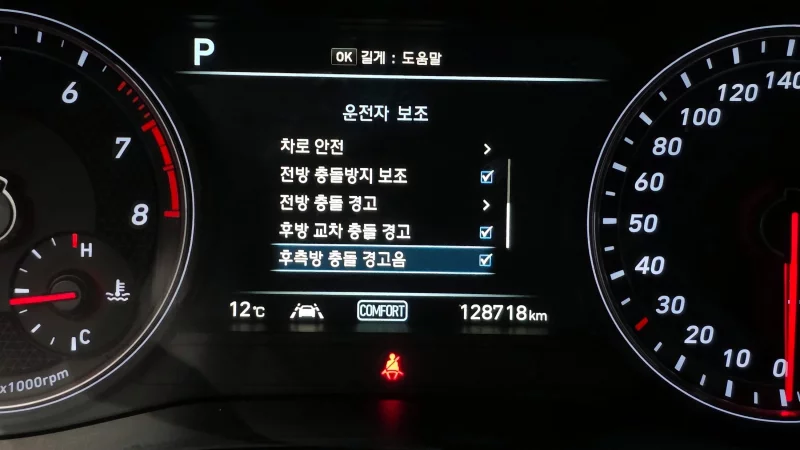 P
OK 길게 : 도움말
운전자 보조
차로 안전
전방 충돌방지 보조
전방 충돌 경고
후방 교차 충돌 경고
후측방 충돌 경고음
12℃ COMFORT 128718km
6
7
8
H
C
x1000rpm
140
120
100
80
60
50
40
30
20
10
0